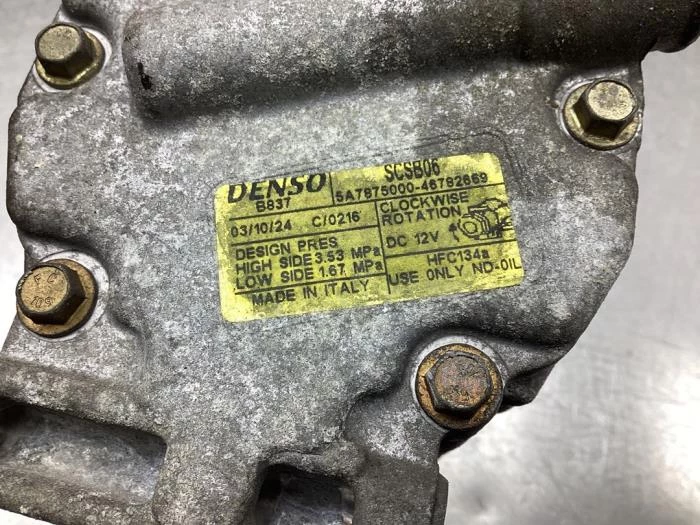 DENSO
SCSB06
B837
5A7875000-46782669
03/10/24 C/0216
CLOCKWISE
ROTATION
DESIGN PRES
HIGH SIDE 3.53 MPa
LOW SIDE 1.67 MPa
DC 12V
HFC134a
MADE IN ITALY
USE ONLY ND-OIL